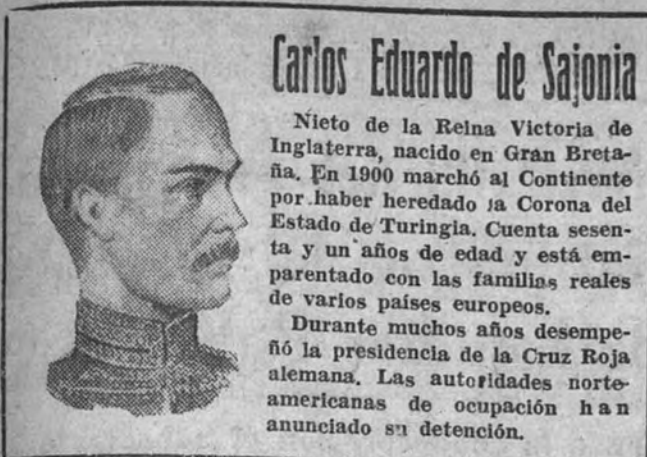 Carlos Eduardo de Sajonia
Nieto de la Reina Victoria de
Inglaterra, nacido en Gran Breta-
ña. En 1900 marchó al Continente
por haber heredado la Corona del
Estado de Turingia. Cuenta sesen-
ta y un años de edad y está em-
parentado con las familias reales
de varios países europeos.
Durante muchos años desempe-
ñó la presidencia de la Cruz Roja
alemana. Las autoridades norte-
americanas de ocupación han
anunciado su detención.